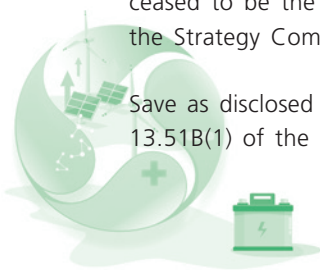 ceased to be the
the Strategy Com
Save as disclosed
13.51B(1) of the